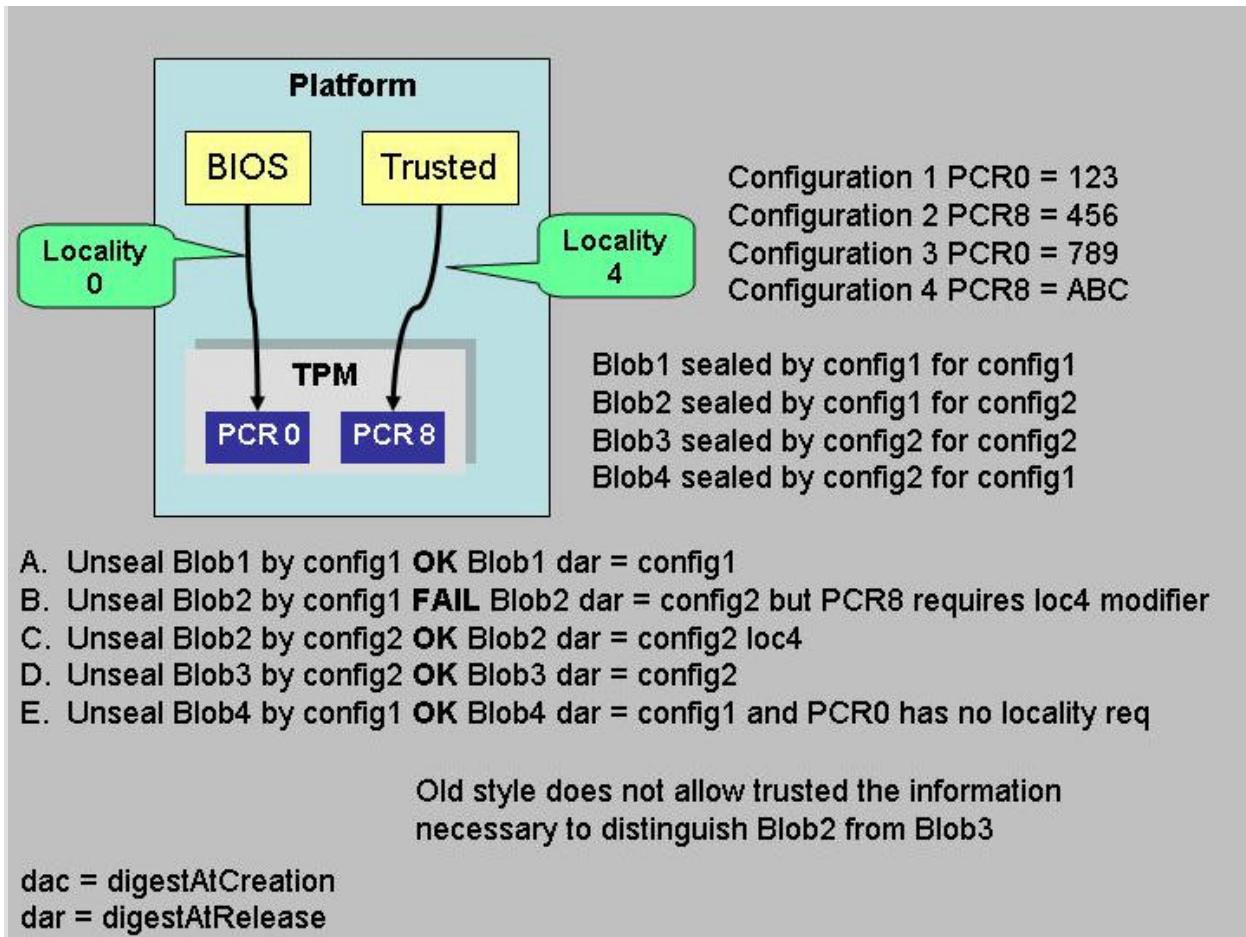 Platform
BIOS
Trusted
Locality
0
Locality
4
TPM
PCR 0
PCR 8
Configuration 1 PCR0 = 123
Configuration 2 PCR8 = 456
Configuration 3 PCR0 = 789
Configuration 4 PCR8 = ABC
Blob1 sealed by config1 for config1
Blob2 sealed by config1 for config2
Blob3 sealed by config2 for config2
Blob4 sealed by config2 for config1
A. Unseal Blob1 by config1 OK Blob1 dar = config1
B. Unseal Blob2 by config1 FAIL Blob2 dar = config2 but PCR8 requires loc4 modifier
C. Unseal Blob2 by config2 OK Blob2 dar = config2 loc4
D. Unseal Blob3 by config2 OK Blob3 dar = config2
E. Unseal Blob4 by config1 OK Blob4 dar = config1 and PCR0 has no locality req
Old style does not allow trusted the information
necessary to distinguish Blob2 from Blob3
dac = digestAtCreation
dar = digestAtRelease